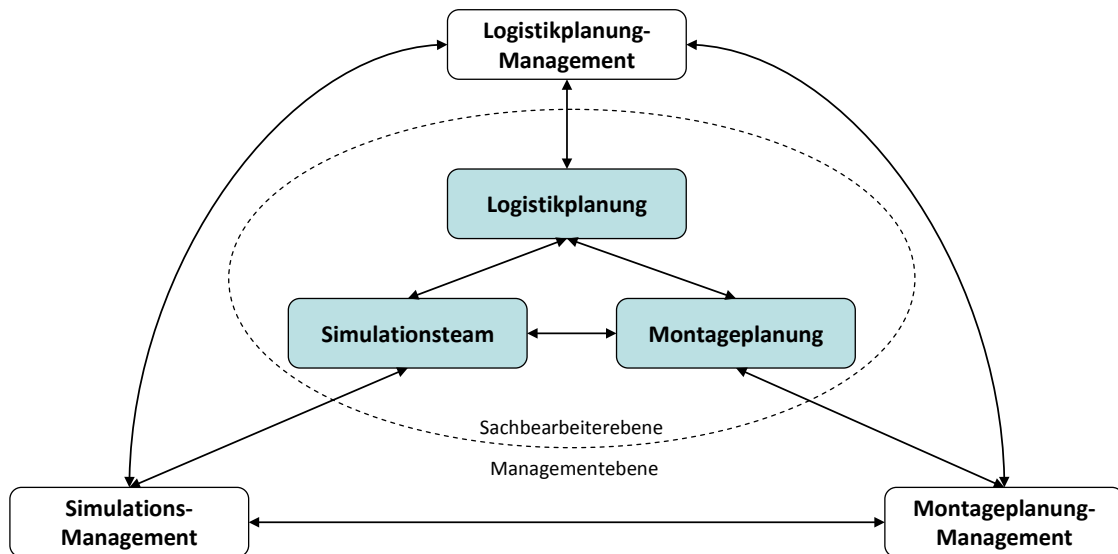 Logistikplanung-
Management
Logistikplanung
Simulationsteam
Montageplanung
Sachbearbeiterebene
Managementebene
Simulations-
Management
Montageplanung-
Management